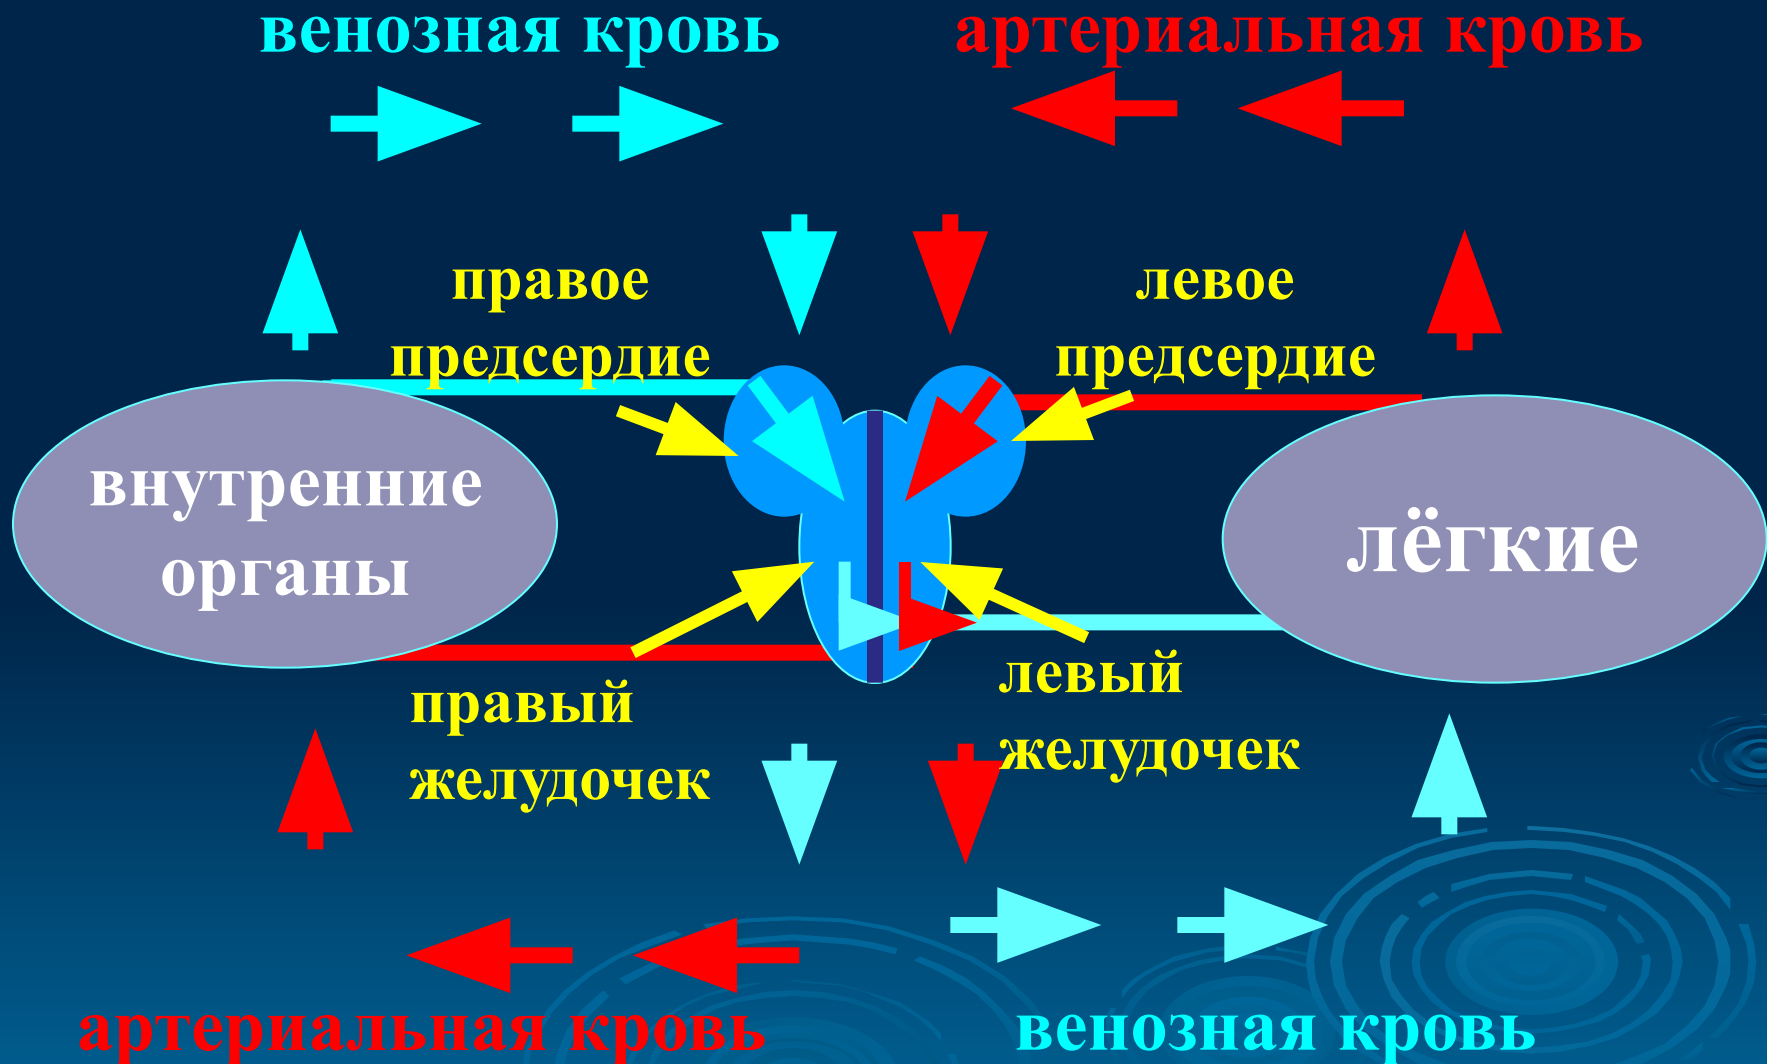 венозная кровь
артериальная кровь
правое
предсердие
левое
предсердие
внутренние
органы
лёгкие
правый
желудочек
левый
желудочек
артериальная кровь
венозная кровь